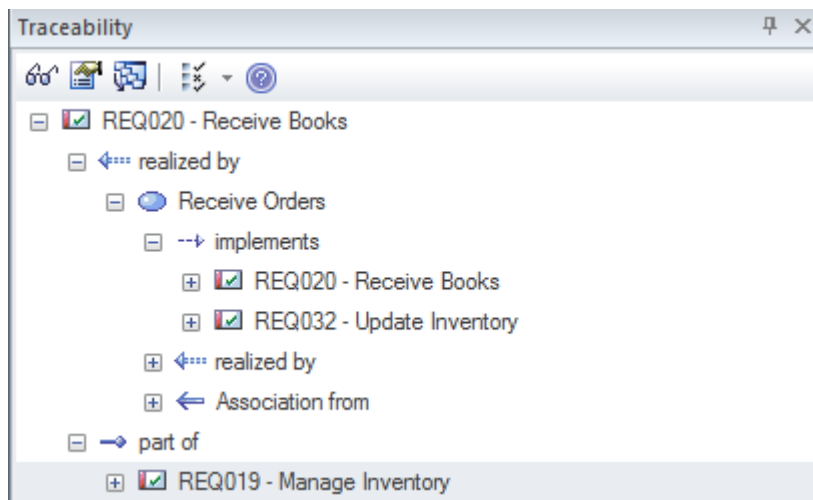 Traceability
REQ020 - Receive Books
realized by
Receive Orders
implements
REQ020 - Receive Books
REQ032 - Update Inventory
realized by
Association from
part of
REQ019 - Manage Inventory